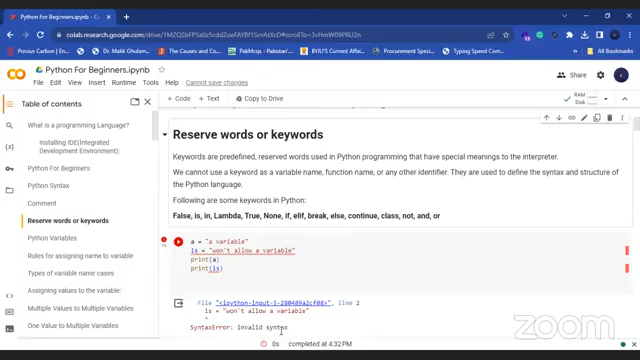 Python For Beginners.ipynb - Co
colab.research.google.com/drive/
Porous Carbon | En
Dr. Malik Ghulam...
The Causes and Co
PakMcqs - Pakistan...
BYJU'S Current Affai
Procurement Speci
Typing Speed Com
All Bookmarks
CO
Python For Beginners.ipynb
File Edit View Insert Runtime Tools Help Cannot save changes
Share
Table of contents
+ Code + Text Copy to Drive
RAM
Disk
What is a programming Language?
Installing IDE(Integrated
Development Environment):
Python For Beginners
Python Syntax
Comment
Reserve words or keywords
Python Variables
Rules for assigning name to variable
Types of variable name cases
Assigning values to the variable:
Multiple Values to Multiple Variables
One Value to Multiple Variables
Reserve words or keywords
Keywords are predefined, reserved words used in Python programming that have special meanings to the interpreter.
We cannot use a keyword as a variable name, function name, or any other identifier. They are used to define the syntax and structure of
the Python language.
Following are some keywords in Python:
False, is, in, Lambda, True, None, if, elif, break, else, continue, class, not, and, or
a = "a variable"
is = "won't allow a variable"
print(a)
print(is)
File "<ipython-input-5-280489a2cf08>", line 2
is = "won't allow a variable"
^
SyntaxError: invalid syntax
0s completed at 4:32 PM
zoom